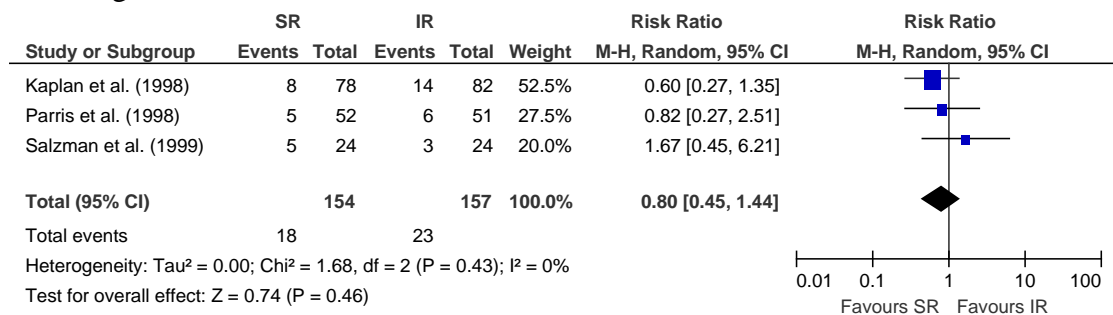 SR IR Risk Ratio Risk Ratio
Study or Subgroup Events Total Events Total Weight M-H, Random, 95% CI M-H, Random, 95% CI
Kaplan et al. (1998) 8 78 14 82 52.5% 0.60 [0.27, 1.35]
Parris et al. (1998) 5 52 6 51 27.5% 0.82 [0.27, 2.51]
Salzman et al. (1999) 5 24 3 24 20.0% 1.67 [0.45, 6.21]
Total (95% CI) 154 157 100.0% 0.80 [0.45, 1.44]
Total events 18 23
Heterogeneity: Tau² = 0.00; Chi² = 1.68, df = 2 (P = 0.43); I² = 0%
Test for overall effect: Z = 0.74 (P = 0.46)
0.01 0.1 1 10 100
Favours SR Favours IR